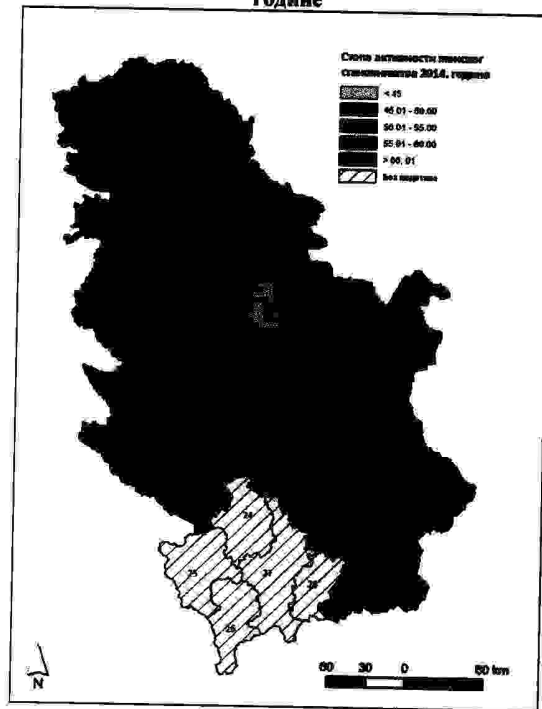 године
Стопа активности женског
становништва 2014. године
< 45
45.01 - 50.00
50.01 - 55.00
55.01 - 60.00
> 60.01
Без података
24
25
26
N
60 30 0 60 km